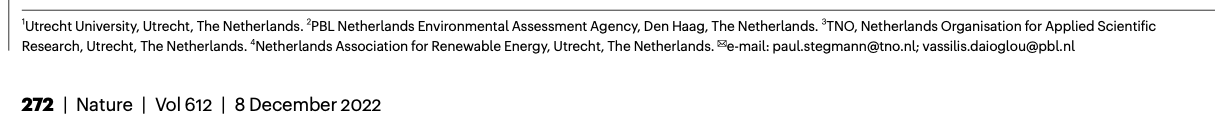 ¹Utrecht University, Utrecht, The Netherlands. ²PBL Netherlands Environmental Assessment Agency, Den Haag, The Netherlands. ³TNO, Netherlands Organisation for Applied Scientific
Research, Utrecht, The Netherlands. ⁴Netherlands Association for Renewable Energy, Utrecht, The Netherlands. ✉e-mail: paul.stegmann@tno.nl; vassilis.daioglou@pbl.nl
272 | Nature | Vol 612 | 8 December 2022